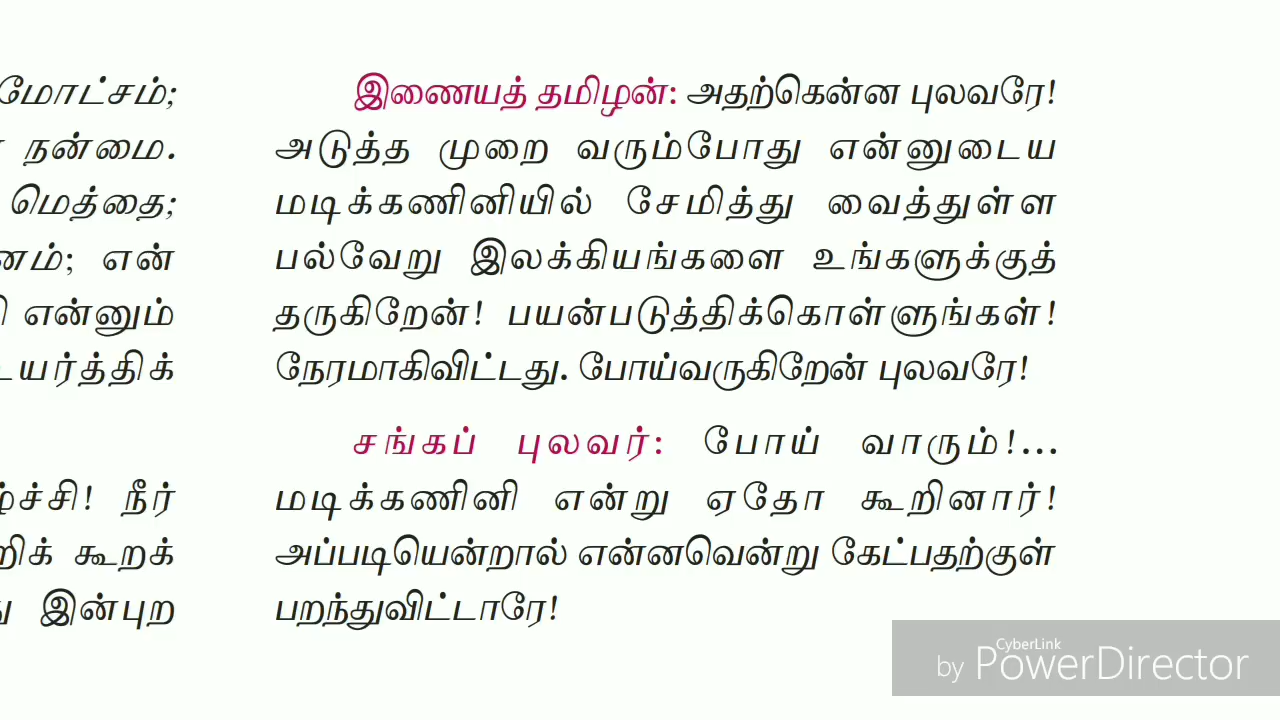 மோட்சம்;
நன்மை.
மெத்தை;
னம்; என்
என்னும்
யர்த்திக்
ழ்ச்சி! நீர்
றிக் கூறக்
து இன்புற
இணையத் தமிழன்: அதற்கென்ன புலவரே!
அடுத்த முறை வரும்போது என்னுடைய
மடிக்கணினியில் சேமித்து வைத்துள்ள
பல்வேறு இலக்கியங்களை உங்களுக்குத்
தருகிறேன்! பயன்படுத்திக்கொள்ளுங்கள்!
நேரமாகிவிட்டது. போய்வருகிறேன் புலவரே!
சங்கப் புலவர்: போய் வாரும்!...
மடிக்கணினி என்று ஏதோ கூறினார்!
அப்படியென்றால் என்னவென்று கேட்பதற்குள்
பறந்துவிட்டாரே!
CyberLink
by PowerDirector